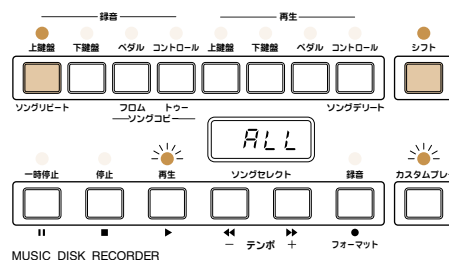 録音 再生
上鍵盤 下鍵盤 ペダル コントロール 上鍵盤 下鍵盤 ペダル コントロール シフト
ソングリピート フロム トゥー ソングデリート
ソングコピー
ALL
一時停止 停止 再生 ソングセレクト 録音 カスタムプレ
− テンポ + フォーマット
MUSIC DISK RECORDER